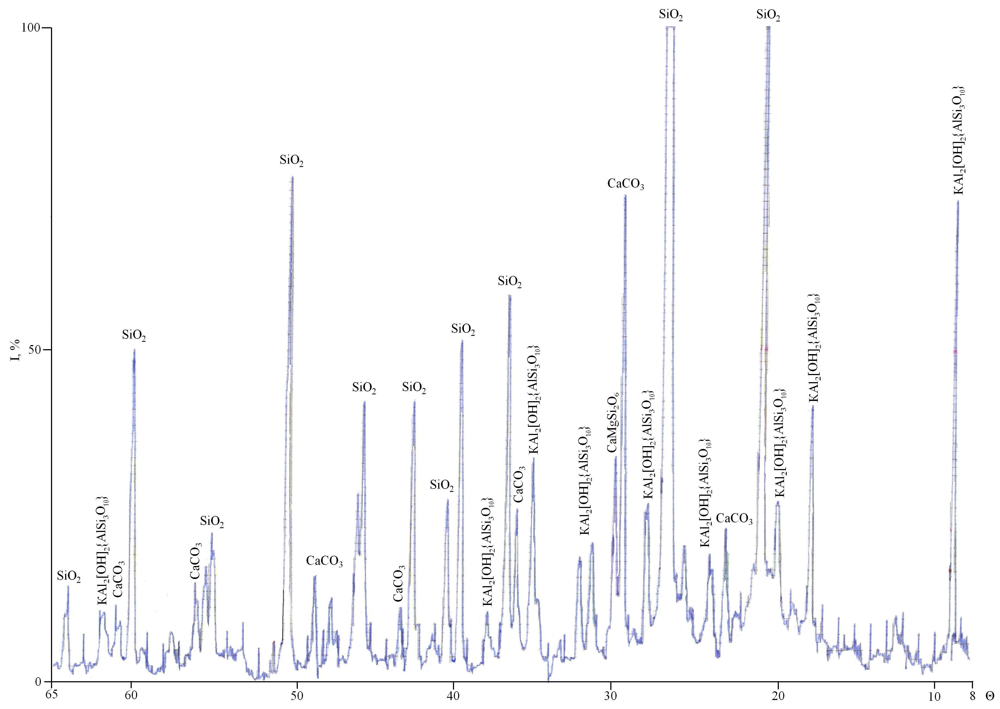 SiO₂
SiO₂
100
KAl₂[OH]₂{AlSi₃O₁₀}
SiO₂
CaCO₃
SiO₂
KAl₂[OH]₂{AlSi₃O₁₀}
SiO₂
SiO₂
I, %
50
KAl₂[OH]₂{AlSi₃O₁₀}
SiO₂
SiO₂
CaMgSi₂O₆
KAl₂[OH]₂{AlSi₃O₁₀}
KAl₂[OH]₂{AlSi₃O₁₀}
KAl₂[OH]₂{AlSi₃O₁₀}
KAl₂[OH]₂{AlSi₃O₁₀}
SiO₂
CaCO₃
KAl₂[OH]₂{AlSi₃O₁₀}
KAl₂[OH]₂{AlSi₃O₁₀}
SiO₂
CaCO₃
CaCO₃
CaCO₃
CaCO₃
CaCO₃
SiO₂
0
65
60
50
40
30
20
10
8
Θ